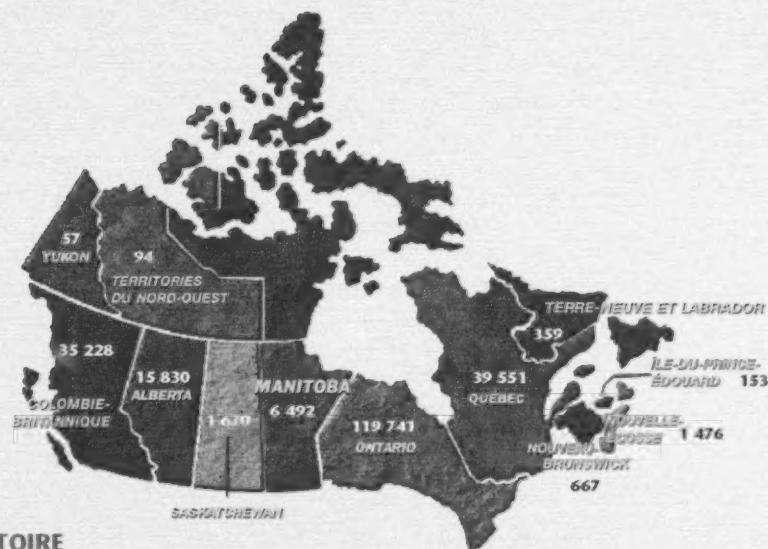 57
YUKON
94
TERRITORIES
DU NORD-OUEST
TERRE-NEUVE ET LABRADOR
359
35 228
COLOMBIE-
BRITANNIQUE
15 830
ALBERTA
MANITOBA
6 492
119 741
ONTARIO
39 551
QUÉBEC
ÎLE-DU-PRINCE-
ÉDOUARD 153
NOUVELLE-
ÉCOSSE 1 476
NOUVEAU-
BRUNSWICK
667
SASKATCHEWAN
TOIRE